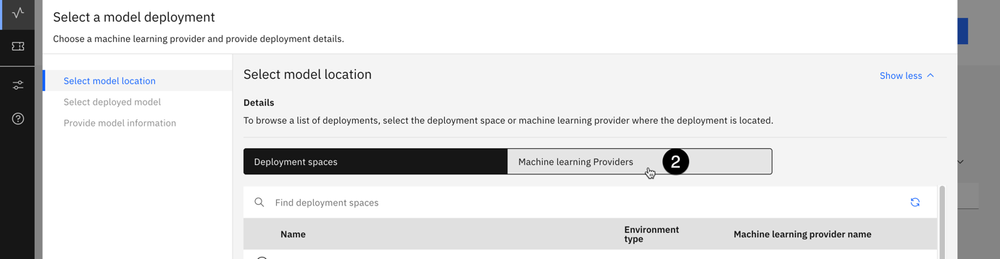 Select a model deployment
Choose a machine learning provider and provide deployment details.
Select model location
Select deployed model
Provide model information
Select model location
Show less
Details
To browse a list of deployments, select the deployment space or machine learning provider where the deployment is located.
Deployment spaces
Machine learning Providers
2
Find deployment spaces
Name
Environment
type
Machine learning provider name